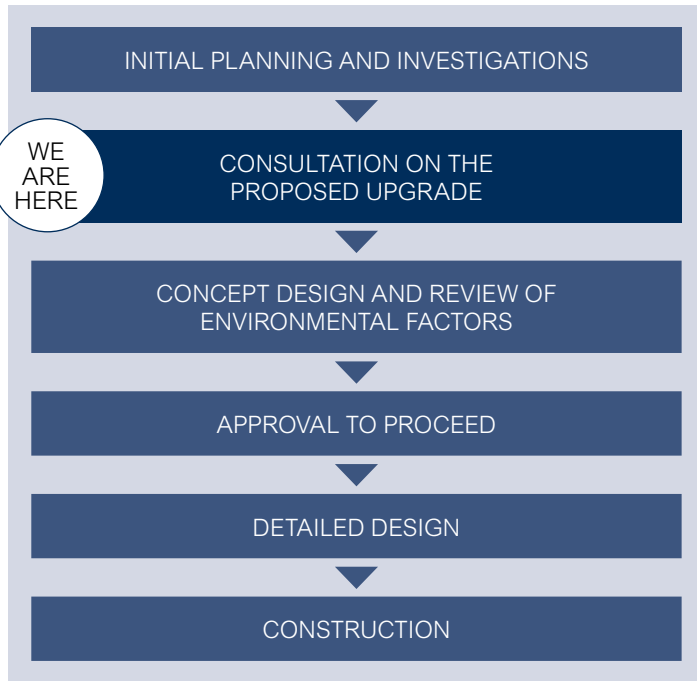 INITIAL PLANNING AND INVESTIGATIONS
WE
ARE
HERE
CONSULTATION ON THE
PROPOSED UPGRADE
CONCEPT DESIGN AND REVIEW OF
ENVIRONMENTAL FACTORS
APPROVAL TO PROCEED
DETAILED DESIGN
CONSTRUCTION